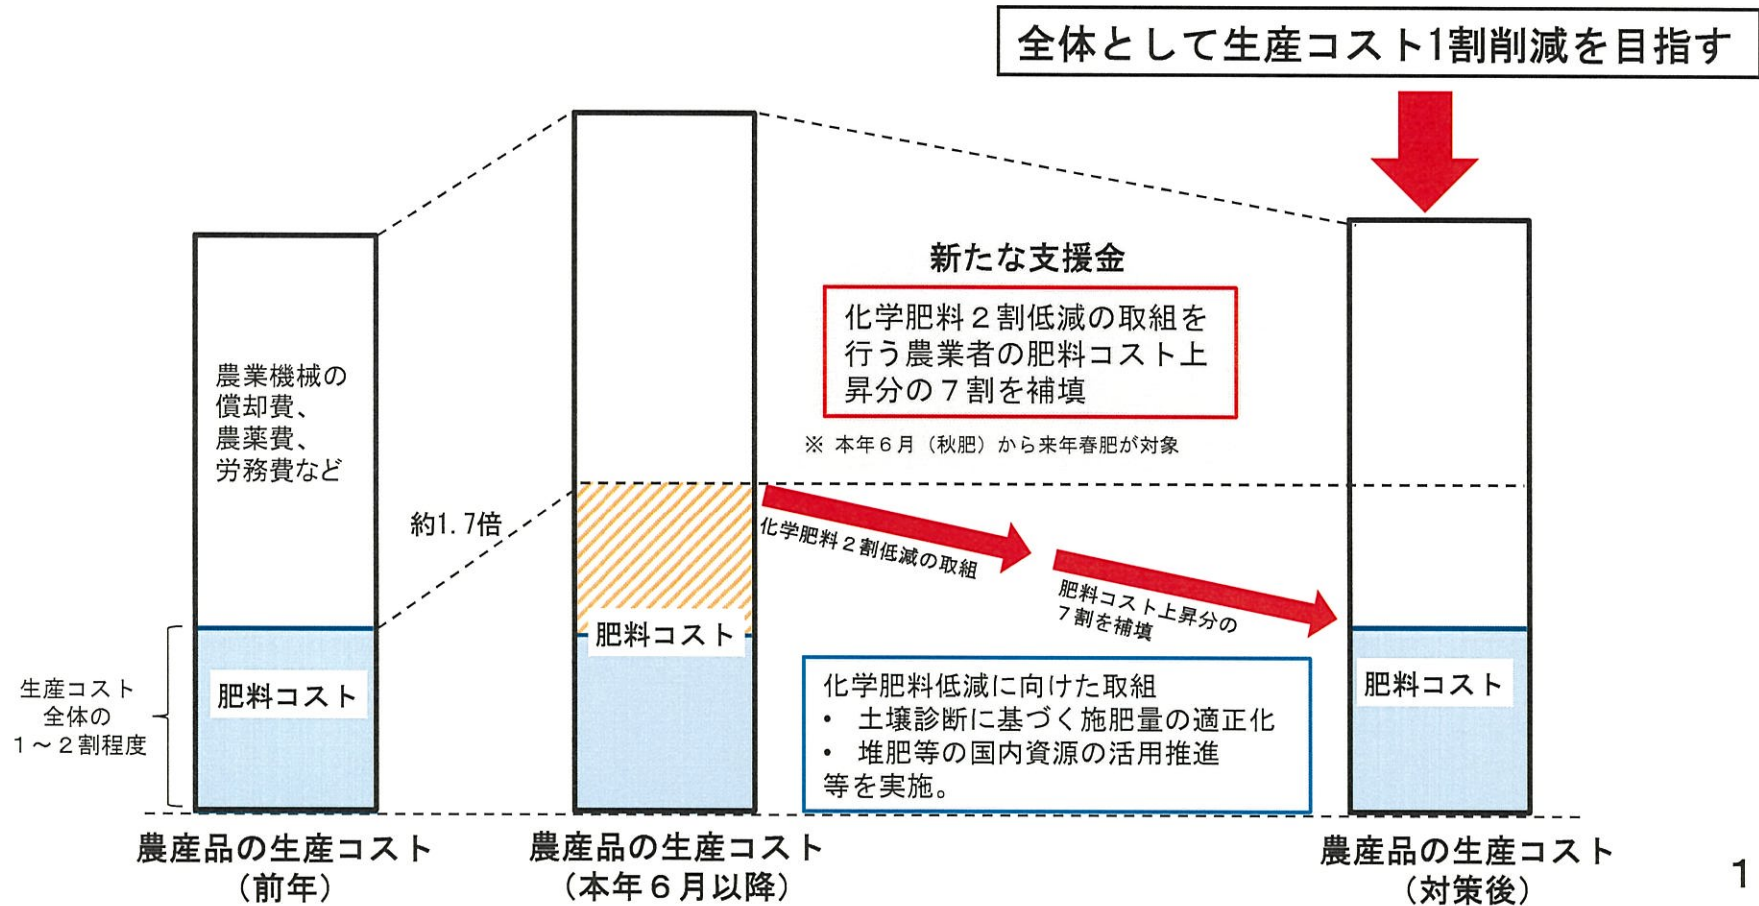 全体として生産コスト1割削減を目指す
新たな支援金
化学肥料２割低減の取組を
行う農業者の肥料コスト上
昇分の７割を補填
※ 本年６月（秋肥）から来年春肥が対象
農業機械の
償却費、
農薬費、
労務費など
約1.7倍
化学肥料２割低減の取組
肥料コスト上昇分の
７割を補填
肥料コスト
肥料コスト
肥料コスト
生産コスト
全体の
１～２割程度
化学肥料低減に向けた取組
• 土壌診断に基づく施肥量の適正化
• 堆肥等の国内資源の活用推進
等を実施。
農産品の生産コスト
（前年）
農産品の生産コスト
（本年６月以降）
農産品の生産コスト
（対策後）
1